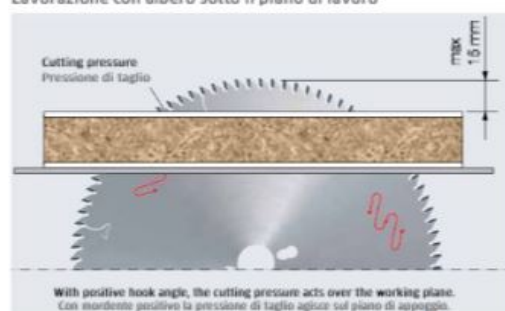 Lavorazione con albero sotto il piano di lavoro
Cutting pressure
Pressione di taglio
max
15 mm
With positive hook angle, the cutting pressure acts over the working plane.
Con mordente positivo la pressione di taglio agisce sul piano di appoggio.